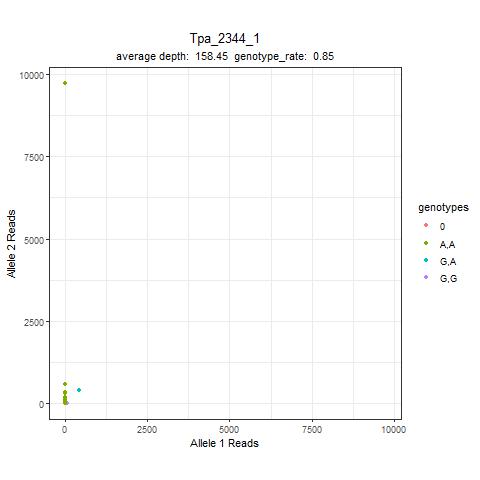 Tpa_2344_1
average depth:  158.45  genotype_rate:  0.85
10000
7500
5000
2500
0
Allele 2 Reads
0
2500
5000
7500
10000
Allele 1 Reads
genotypes
0
A,A
G,A
G,G